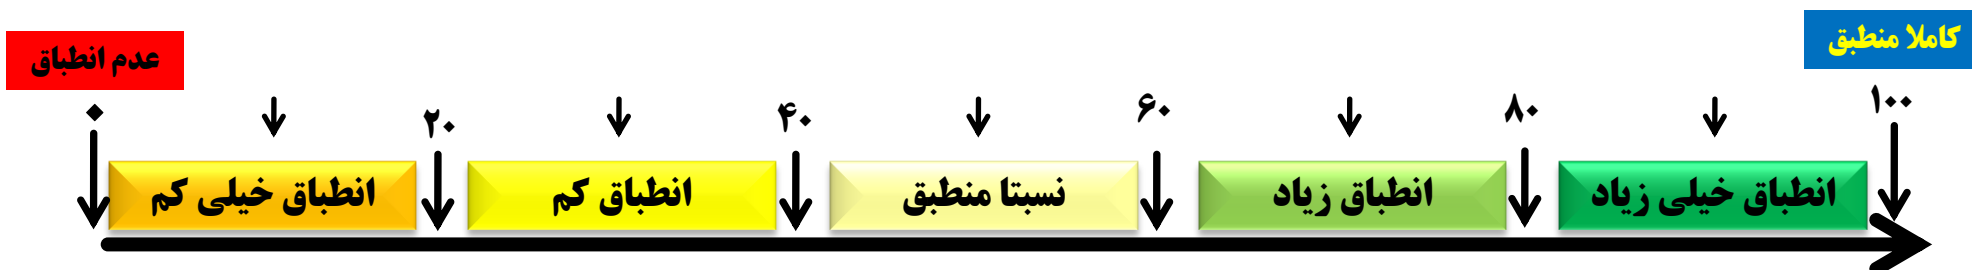 کاملا منطبق
عدم انطباق
۰ ۲۰ ۴۰ ۶۰ ۸۰ ۱۰۰
انطباق خیلی کم
انطباق کم
نسبتا منطبق
انطباق زیاد
انطباق خیلی زیاد